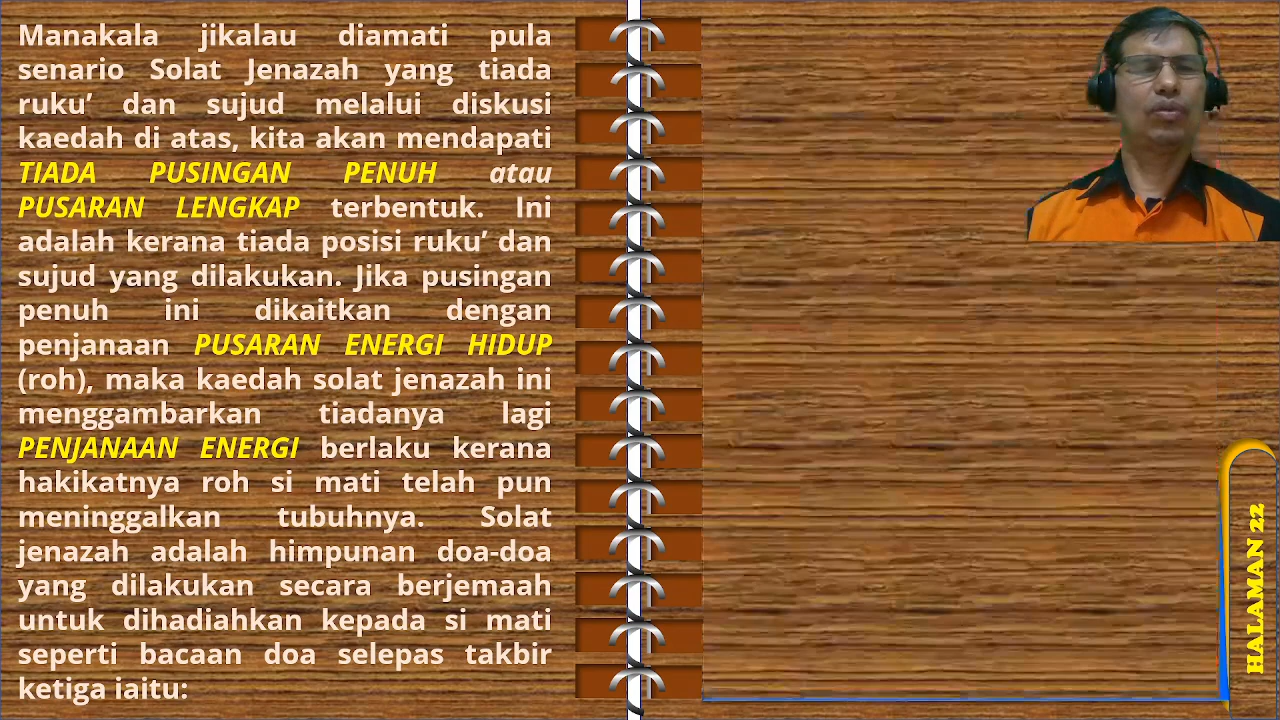 Manakala jikalau diamati pula
senario Solat Jenazah yang tiada
ruku’ dan sujud melalui diskusi
kaedah di atas, kita akan mendapati
TIADA PUSINGAN PENUH atau
PUSARAN LENGKAP terbentuk. Ini
adalah kerana tiada posisi ruku’ dan
sujud yang dilakukan. Jika pusingan
penuh ini dikaitkan dengan
penjanaan PUSARAN ENERGI HIDUP
(roh), maka kaedah solat jenazah ini
menggambarkan tiadanya lagi
PENJANAAN ENERGI berlaku kerana
hakikatnya roh si mati telah pun
meninggalkan tubuhnya. Solat
jenazah adalah himpunan doa-doa
yang dilakukan secara berjemaah
untuk dihadiahkan kepada si mati
seperti bacaan doa selepas takbir
ketiga iaitu:
HALAMAN 22